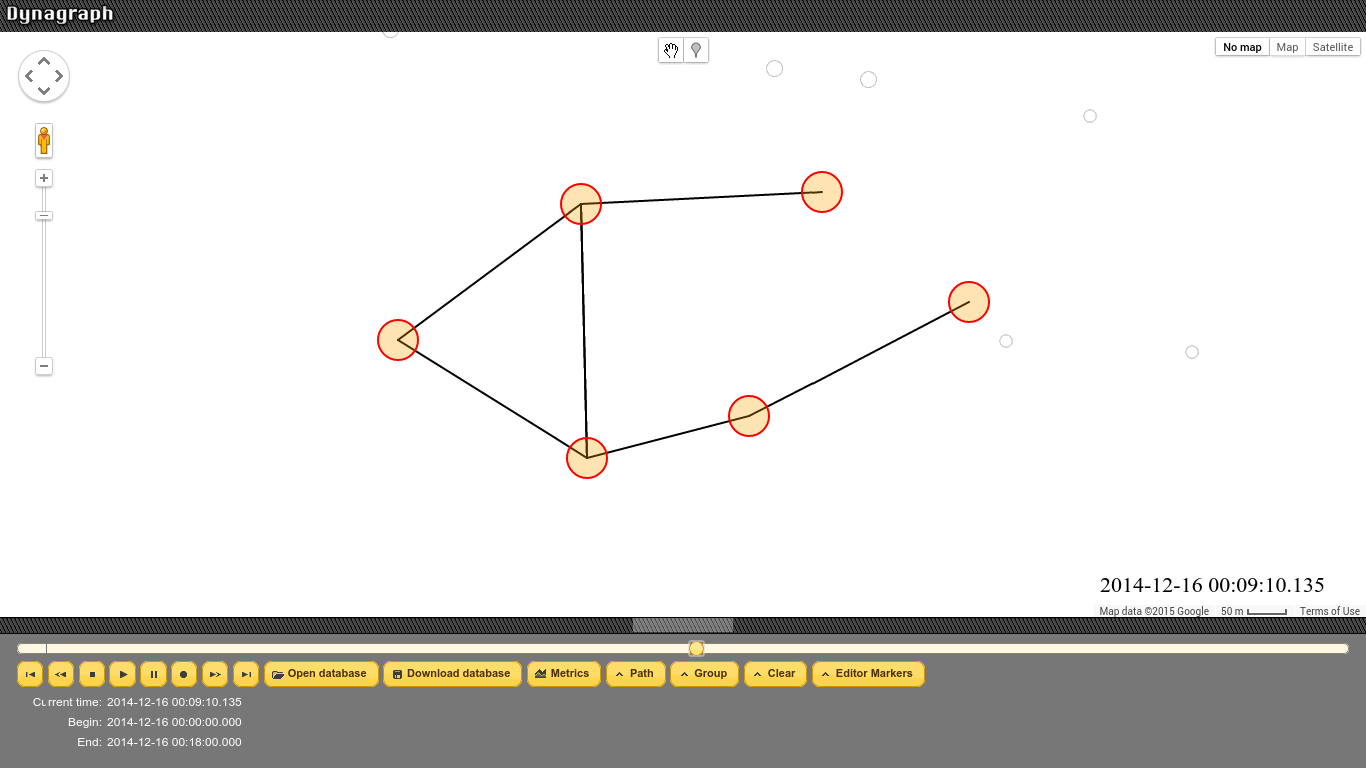 Dynagraph
No map Map Satellite
2014-12-16 00:09:10.135
Map data ©2015 Google 50 m Terms of Use
Open database Download database Metrics Path Group Clear Editor Markers
Current time: 2014-12-16 00:09:10.135
Begin: 2014-12-16 00:00:00.000
End: 2014-12-16 00:18:00.000